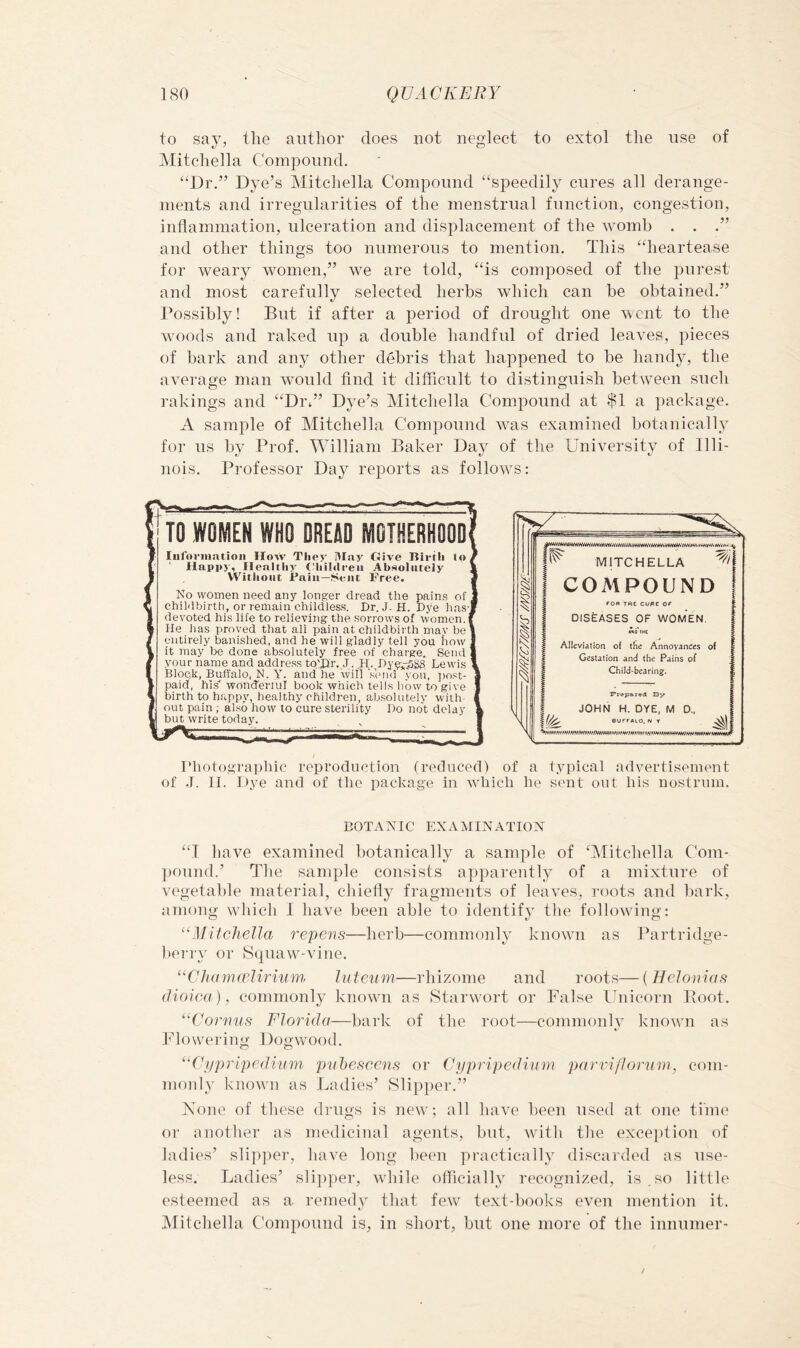 180 QUACKERY
to say, the author does not neglect to extol the use of
Mitchella Compound.
“Dr.” Dye’s Mitchella Compound “speedily cures all derange-
ments and irregularities of the menstrual function, congestion,
inflammation, ulceration and displacement of the womb . . .”
and other things too numerous to mention. This “heartease
for weary women,” we are told, “is composed of the purest
and most carefully selected herbs which can be obtained.”
Possibly! But if after a period of drought one went to the
woods and raked up a double handful of dried leaves, pieces
of bark and any other débris that happened to be handy, the
average man would find it difficult to distinguish between such
rakings and “Dr.” Dye’s Mitchella Compound at $1 a package.
A sample of Mitchella Compound was examined botanically
for us by Prof. William Baker Day of the University of Illi-
nois. Professor Day reports as follows:
TO WOMEN WHO DREAD MOTHERHOOD
Information How They May Give Birth to
Happy, Healthy Children Absolutely
Without Pain—Sent Free.
No women need any longer dread the pains of
childbirth, or remain childless. Dr. J. H. Dye has
devoted his life to relieving the sorrows of women.
He has proved that all pain at childbirth may be
entirely banished, and he will gladly tell you how
it may be done absolutely free of charge. Send
your name and address to Dr. J. H. Dye, 588 Lewis
Block, Buffalo, N. Y. and he will send you, post-
paid, his wonderful book which tells how to give
birth to happy, healthy children, absolutely with-
out pain; also how to cure sterility Do not delay
but write today.
DIRECTIONS INSIDE.
MITCHELLA
COMPOUND
FOR THE CURE OF
DISEASES OF WOMEN.
AND THE
Alleviation of the Annoyances of
Gestation and the Pains of
Child-bearing.
Prepared By
JOHN H. DYE, M D.,
BUFFALO, N Y
Photographic reproduction (reduced) of a typical advertisement
of J. H. Dye and of the package in which he sent out his nostrum.
BOTANIC EXAMINATION
“I have examined botanically a sample of ‘Mitchella Com-
pound.’ The sample consists apparently of a mixture of
vegetable material, chiefly fragments of leaves, roots and bark,
among which I have been able to identify the following:
“Mitchella repens—herb—commonly known as Partridge-
berry or Squaw-vine.
“Chamælirium luteum—rhizome and roots—(Helonias
dioica), commonly known as Starwort or False Unicorn Root.
“Cornus Florida—bark of the root—commonly known as
Flowering Dogwood.
“Cypripedium pubescens or Cypripedium parviflorum, com-
monly known as Ladies’ Slipper.”
None of these drugs is new; all have been used at one time
or another as medicinal agents, but, with the exception of
ladies’ slipper, have long been practically discarded as use-
less. Ladies’ slipper, while officially recognized, is so little
esteemed as a remedy that few text-books even mention it.
Mitchella Compound is, in short, but one more of the innumer-